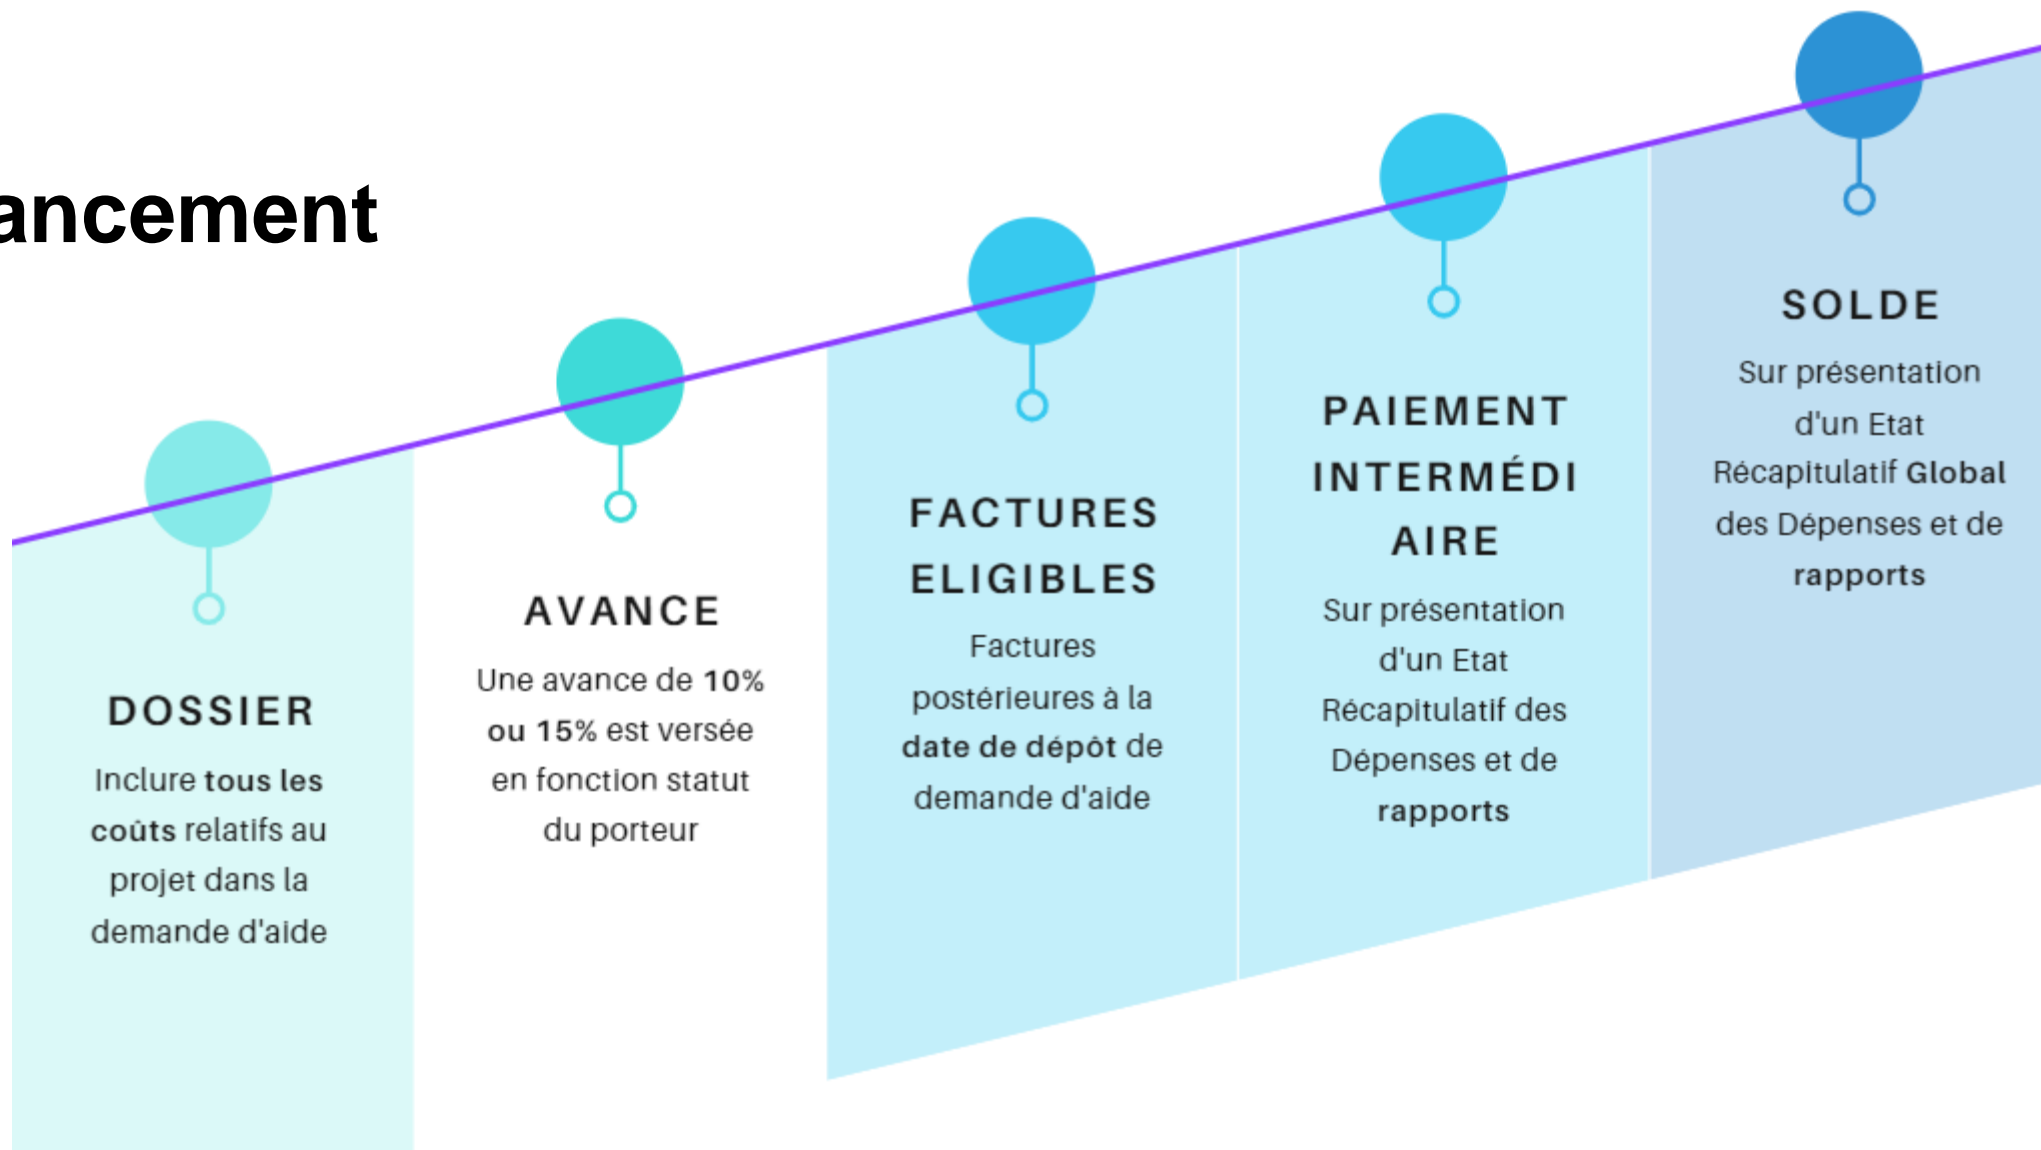 ancement
DOSSIER
Inclure tous les
coûts relatifs au
projet dans la
demande d'aide
AVANCE
Une avance de 10%
ou 15% est versée
en fonction statut
du porteur
FACTURES
ELIGIBLES
Factures
postérieures à la
date de dépôt de
demande d'aide
PAIEMENT
INTERMÉDI
AIRE
Sur présentation
d'un Etat
Récapitulatif des
Dépenses et de
rapports
SOLDE
Sur présentation
d'un Etat
Récapitulatif Global
des Dépenses et de
rapports